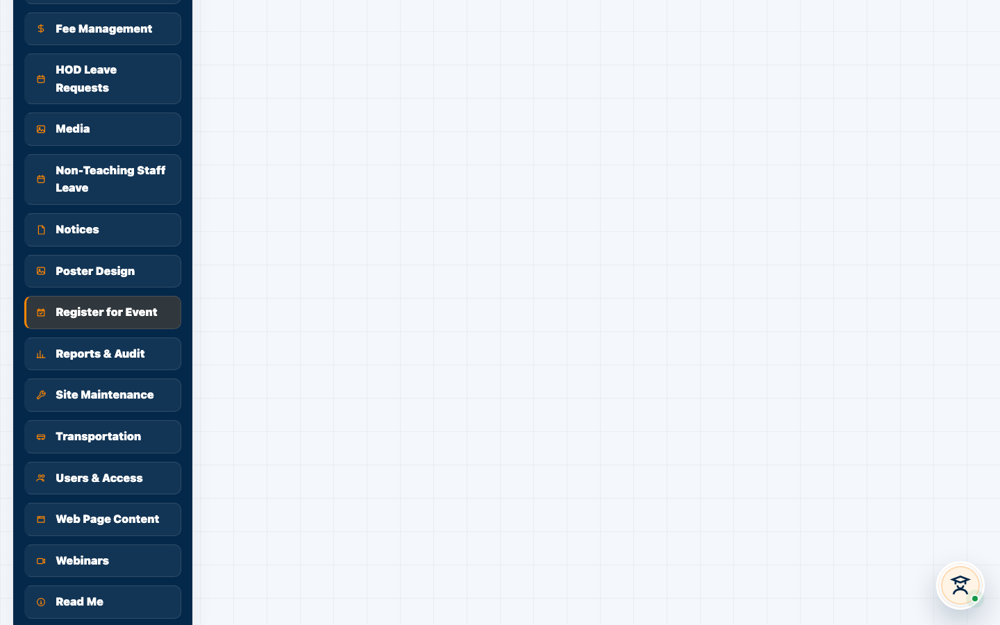 Fee Management
HOD Leave
Requests
Media
Non-Teaching Staff
Leave
Notices
Poster Design
Register for Event
Reports & Audit
Site Maintenance
Transportation
Users & Access
Web Page Content
Webinars
Read Me